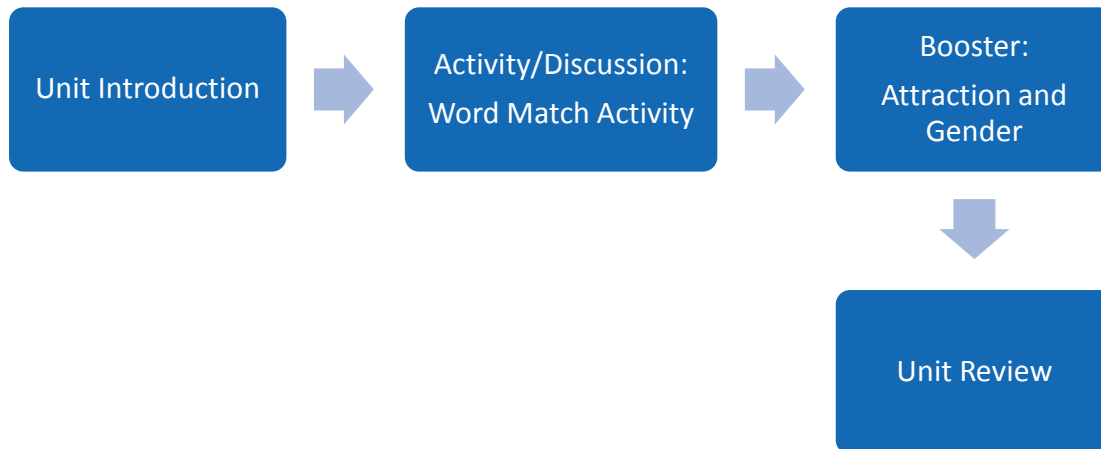 Unit Introduction
Activity/Discussion:
Word Match Activity
Booster:
Attraction and
Gender
Unit Review